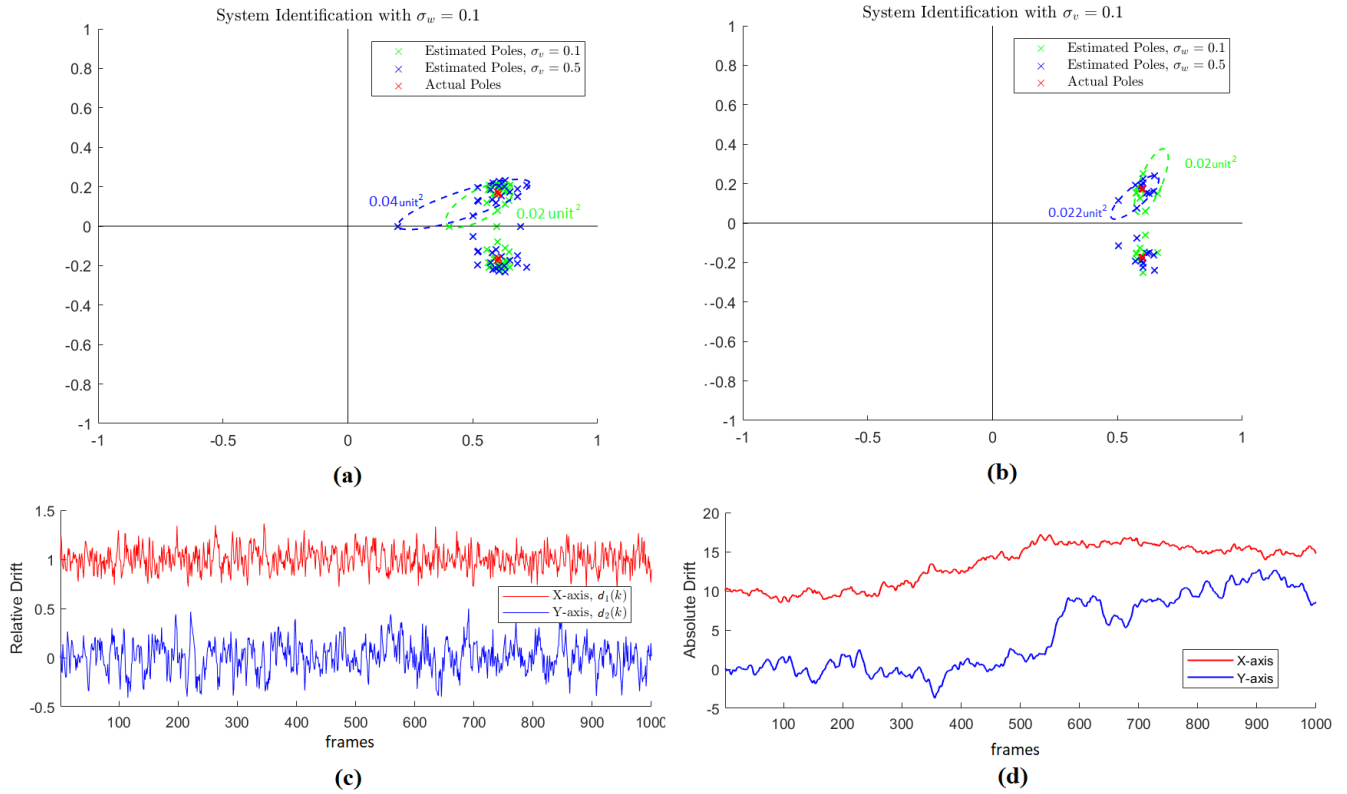 System Identification with σ_w = 0.1
1
0.8
0.6
0.4
0.2
0
-0.2
-0.4
-0.6
-0.8
-1
-1
-0.5
0
0.5
1
Estimated Poles, σ_v = 0.1
Estimated Poles, σ_v = 0.5
Actual Poles
0.04unit²
0.02 unit²
(a)
System Identification with σ_v = 0.1
1
0.8
0.6
0.4
0.2
0
-0.2
-0.4
-0.6
-0.8
-1
-1
-0.5
0
0.5
1
Estimated Poles, σ_w = 0.1
Estimated Poles, σ_w = 0.5
Actual Poles
0.02unit²
0.022unit²
(b)
Relative Drift
1.5
1
0.5
0
-0.5
X-axis, d₁(k)
Y-axis, d₂(k)
100 200 300 400 500 600 700 800 900 1000
frames
(c)
Absolute Drift
20
15
10
5
0
-5
X-axis
Y-axis
100 200 300 400 500 600 700 800 900 1000
frames
(d)